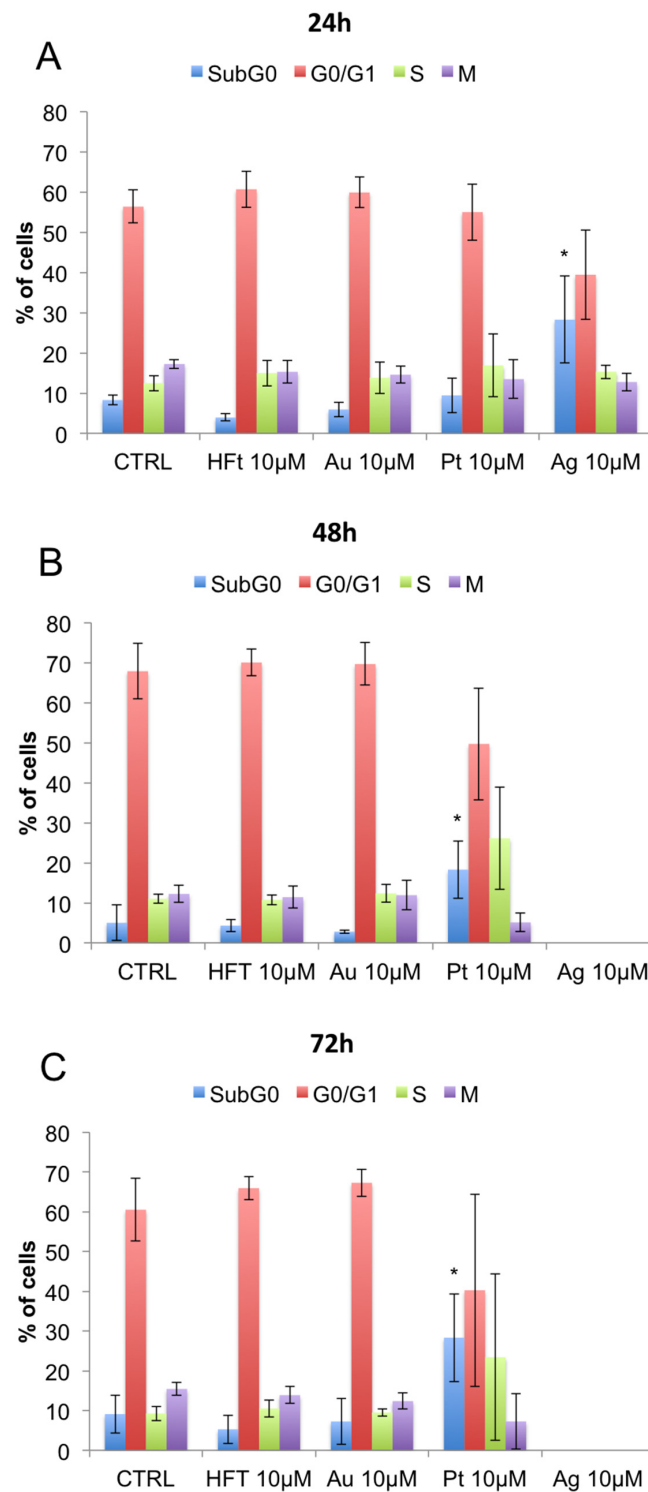 24h
A
SubG0 G0/G1 S M
80
70
60
50
40
30
20
10
0
% of cells
*
CTRL HFt 10µM Au 10µM Pt 10µM Ag 10µM
48h
B
SubG0 G0/G1 S M
80
70
60
50
40
30
20
10
0
% of cells
*
CTRL HFT 10µM Au 10µM Pt 10µM Ag 10µM
72h
C
SubG0 G0/G1 S M
80
70
60
50
40
30
20
10
0
% of cells
*
CTRL HFT 10µM Au 10µM Pt 10µM Ag 10µM